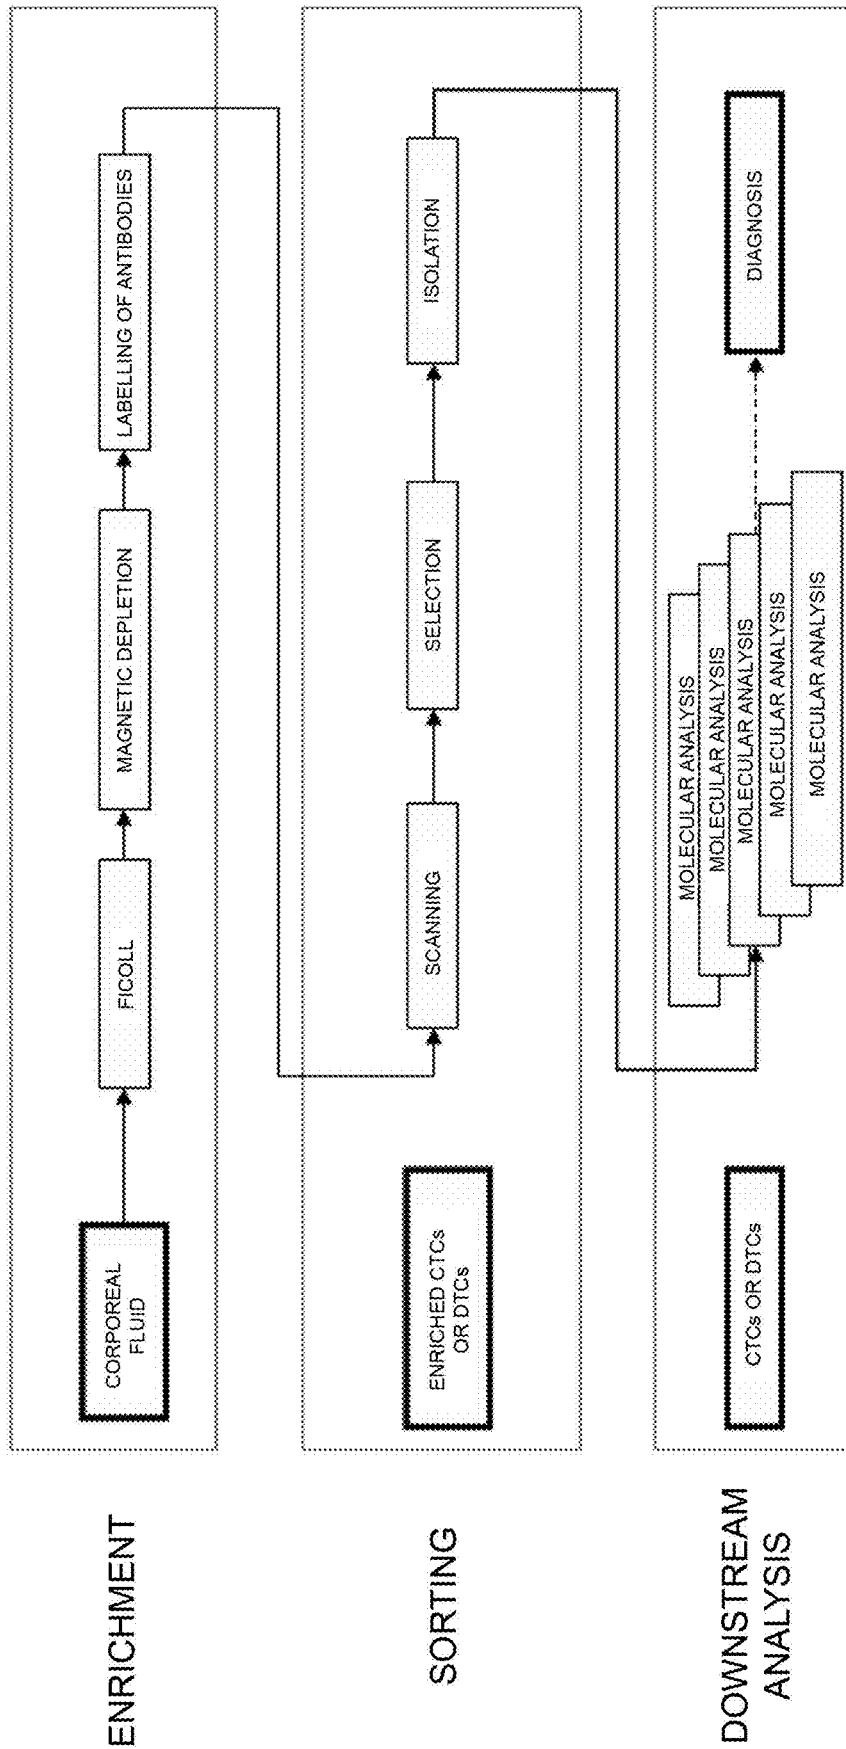 ENRICHMENT
CORPOREAL
FLUID
FICOLL
MAGNETIC DEPLETION
LABELLING OF ANTIBODIES
SORTING
ENRICHED CTCs
OR DTCs
SCANNING
SELECTION
ISOLATION
DOWNSTREAM
ANALYSIS
CTCs OR DTCs
MOLECULAR ANALYSIS
MOLECULAR ANALYSIS
MOLECULAR ANALYSIS
MOLECULAR ANALYSIS
MOLECULAR ANALYSIS
DIAGNOSIS